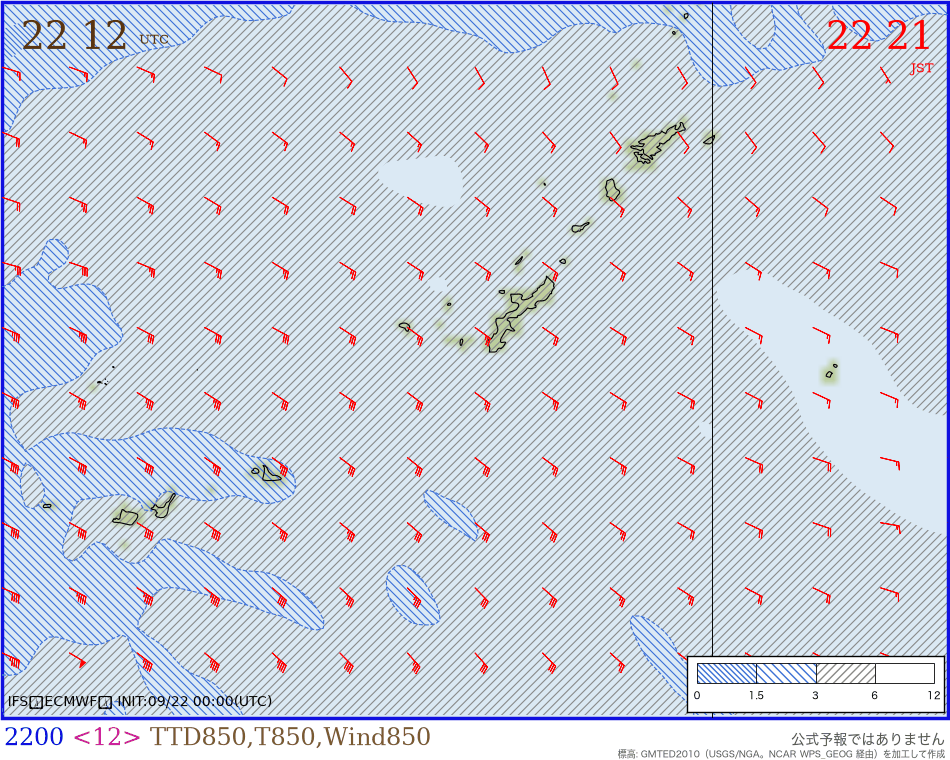 22 12 UTC
22 21
JST
IFS□ECMWF□ INIT:09/22 00:00(UTC)
0 1.5 3 6 12
2200 <12> TTD850,T850,Wind850
公式予報ではありません
標高: GMTED2010（USGS/NGA。NCAR WPS_GEOG 経由）を加工して作成